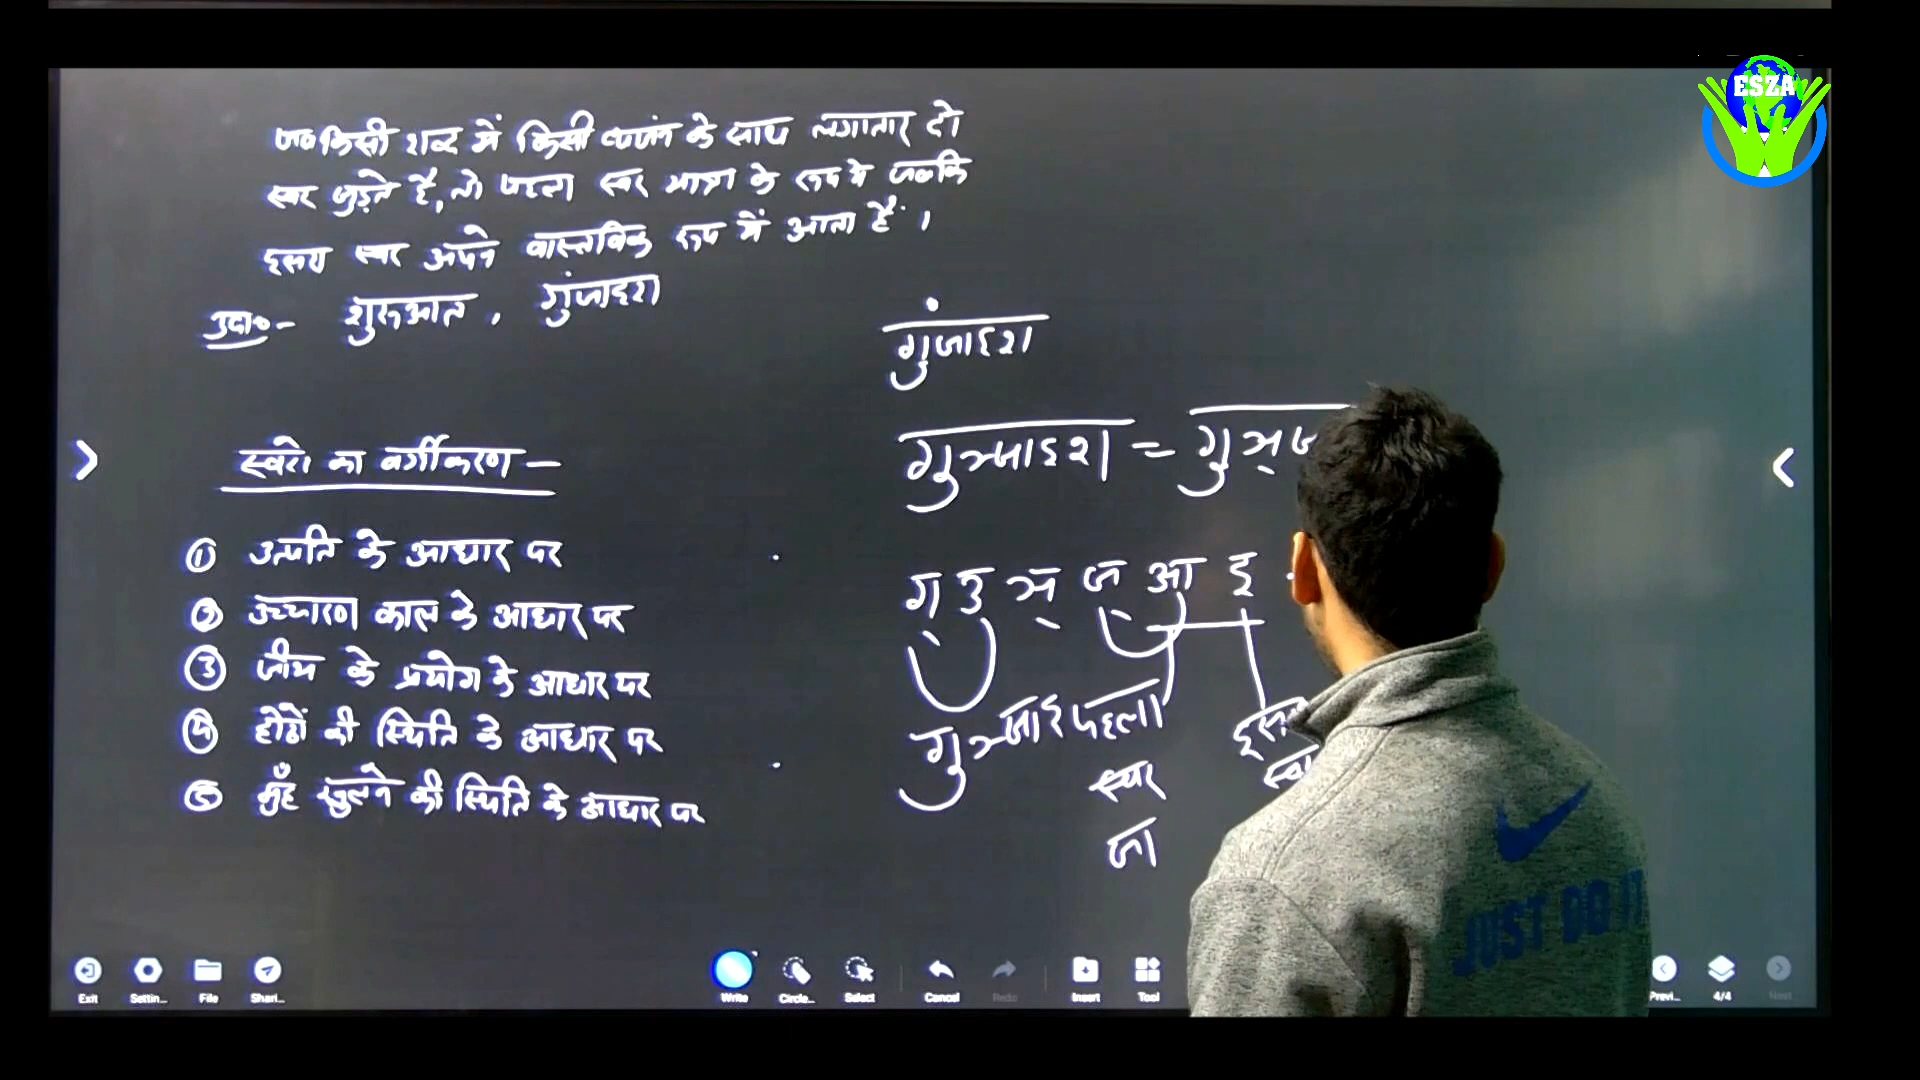 जब किसी शब्द में किसी व्यजंन के साथ लगातार दो
स्वर जुड़ते है, तो पहला स्वर मात्रा के रूप मे जबकि
दूसरा स्वर अपने वास्तविक रूप में आता है ।
उदा०:- शुरूआत, गुंजाइश
स्वरो का वर्गीकरण —
① उत्पति के आधार पर
② उच्चारण काल के आधार पर
③ जीभ के प्रयोग के आधार पर
④ होठों की स्थिति के आधार पर
⑤ मुँह खुलने की स्थिति के आधार पर
गुंजाइश
गुञ्जाइश = गुञ्ज
ग् उ ञ् ज् आ इ
गुञ्जाइ पहला
स्वर
जा
ESZA
JUST DO IT
Exit Settin... File Shari... Write Circle... Select Cancel Redo Insert Tool Previ... 4/4 Next